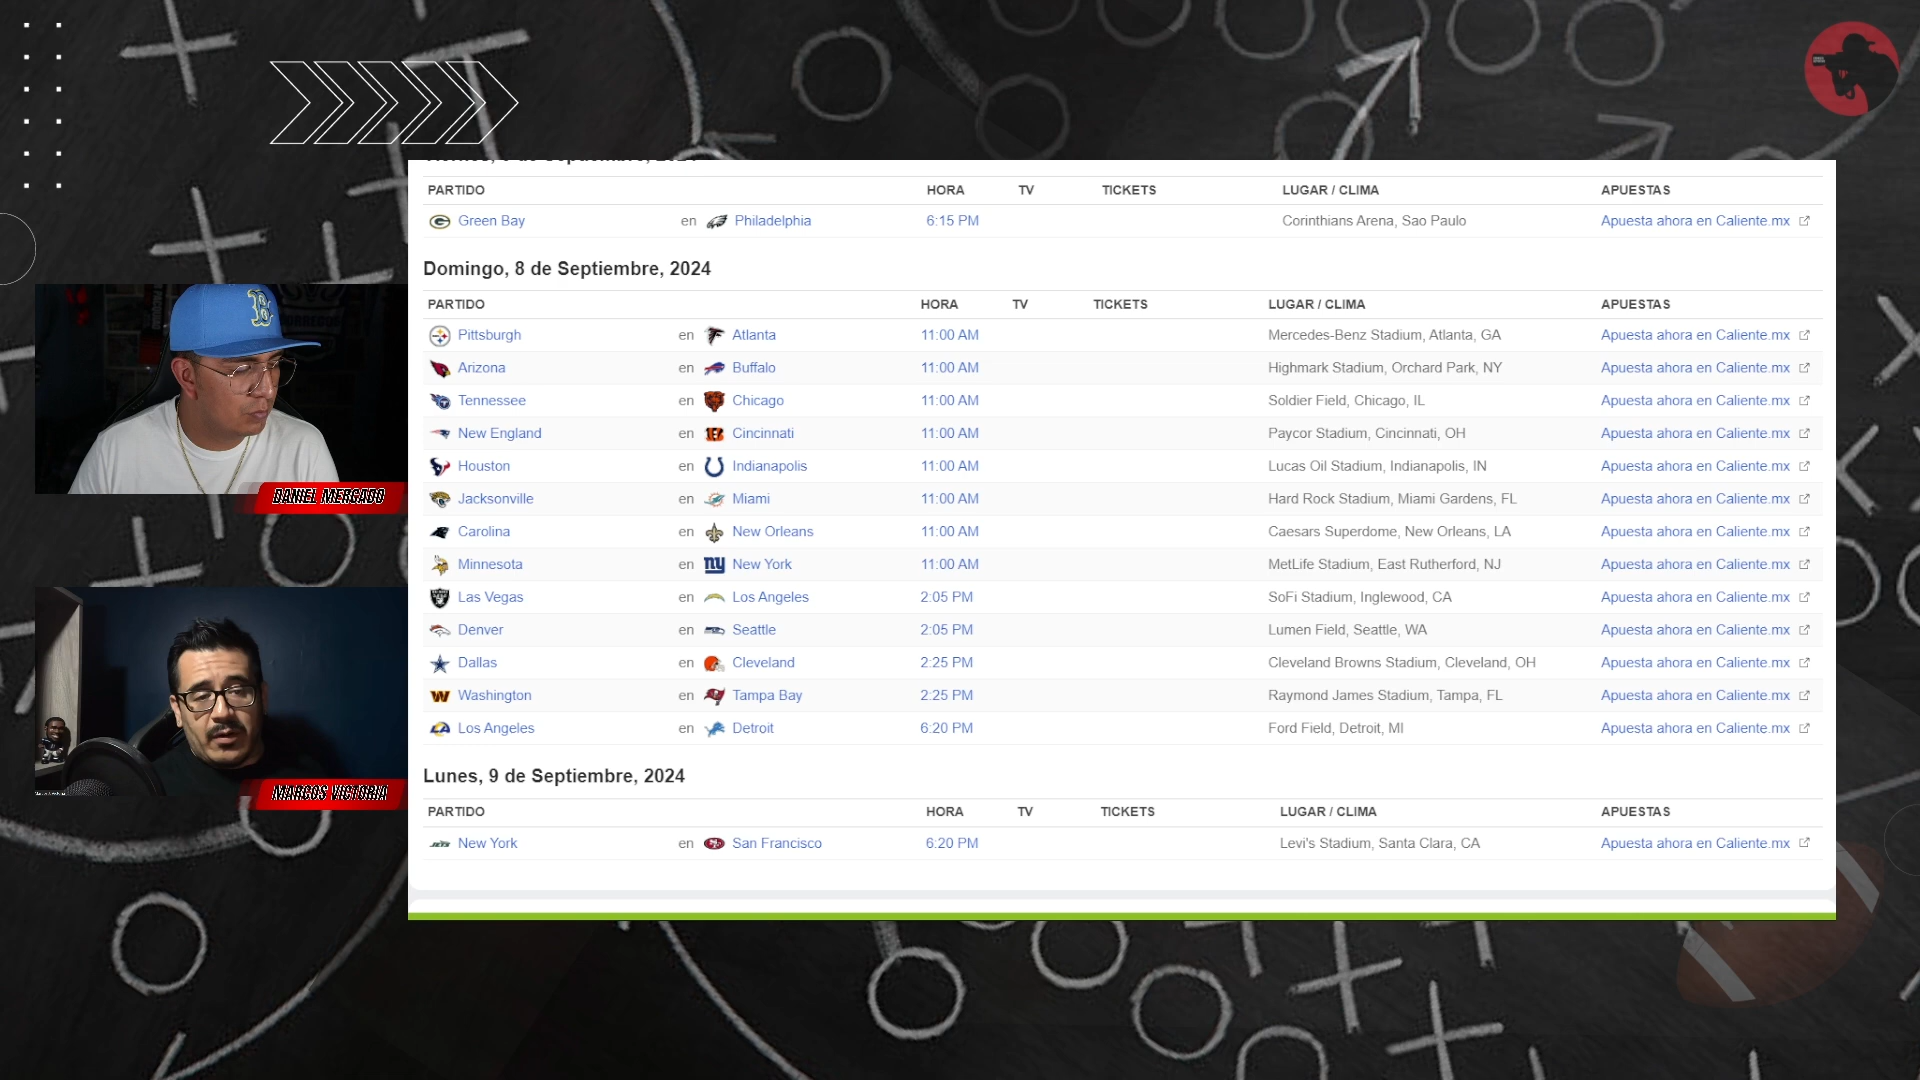 PARTIDO HORA TV TICKETS LUGAR / CLIMA APUESTAS
Green Bay en Philadelphia 6:15 PM Corinthians Arena, Sao Paulo Apuesta ahora en Caliente.mx
Domingo, 8 de Septiembre, 2024
PARTIDO HORA TV TICKETS LUGAR / CLIMA APUESTAS
Pittsburgh en Atlanta 11:00 AM Mercedes-Benz Stadium, Atlanta, GA Apuesta ahora en Caliente.mx
Arizona en Buffalo 11:00 AM Highmark Stadium, Orchard Park, NY Apuesta ahora en Caliente.mx
Tennessee en Chicago 11:00 AM Soldier Field, Chicago, IL Apuesta ahora en Caliente.mx
New England en Cincinnati 11:00 AM Paycor Stadium, Cincinnati, OH Apuesta ahora en Caliente.mx
Houston en Indianapolis 11:00 AM Lucas Oil Stadium, Indianapolis, IN Apuesta ahora en Caliente.mx
Jacksonville en Miami 11:00 AM Hard Rock Stadium, Miami Gardens, FL Apuesta ahora en Caliente.mx
Carolina en New Orleans 11:00 AM Caesars Superdome, New Orleans, LA Apuesta ahora en Caliente.mx
Minnesota en New York 11:00 AM MetLife Stadium, East Rutherford, NJ Apuesta ahora en Caliente.mx
Las Vegas en Los Angeles 2:05 PM SoFi Stadium, Inglewood, CA Apuesta ahora en Caliente.mx
Denver en Seattle 2:05 PM Lumen Field, Seattle, WA Apuesta ahora en Caliente.mx
Dallas en Cleveland 2:25 PM Cleveland Browns Stadium, Cleveland, OH Apuesta ahora en Caliente.mx
Washington en Tampa Bay 2:25 PM Raymond James Stadium, Tampa, FL Apuesta ahora en Caliente.mx
Los Angeles en Detroit 6:20 PM Ford Field, Detroit, MI Apuesta ahora en Caliente.mx
Lunes, 9 de Septiembre, 2024
PARTIDO HORA TV TICKETS LUGAR / CLIMA APUESTAS
New York en San Francisco 6:20 PM Levi's Stadium, Santa Clara, CA Apuesta ahora en Caliente.mx
DANIEL MERCADO
MARCOS VICTORIA